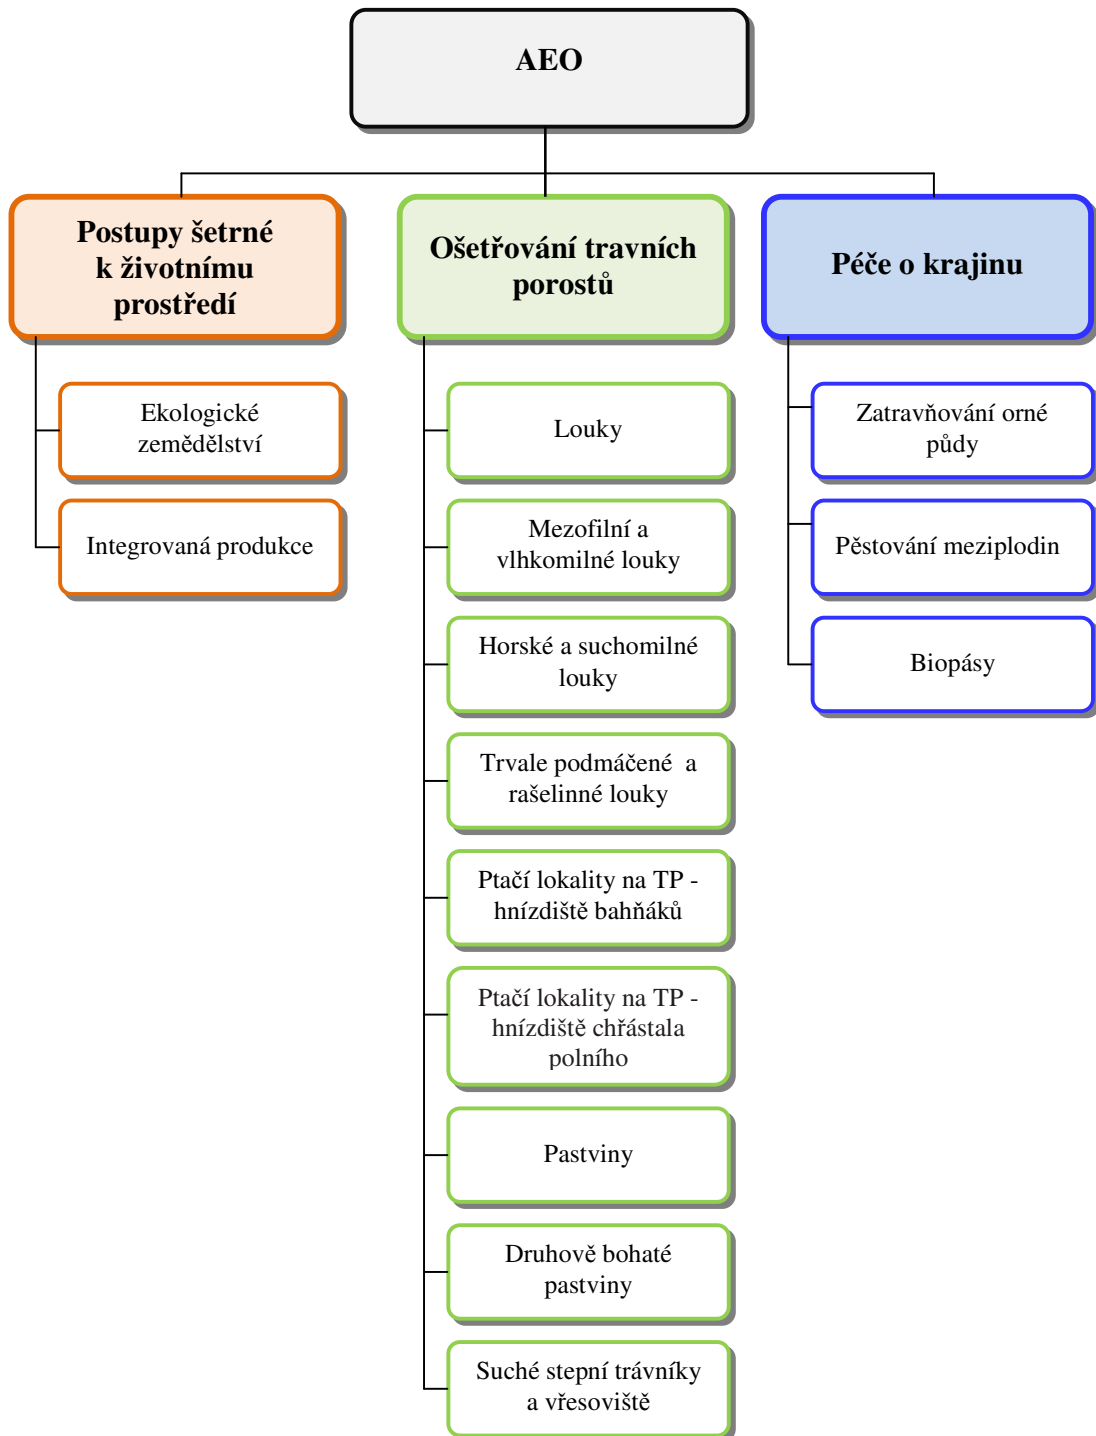 AEO
Postupy šetrné
k životnímu
prostředí
Ekologické
zemědělství
Integrovaná produkce
Ošetřování travních
porostů
Louky
Mezofilní a
vlhkomilné louky
Horské a suchomilné
louky
Trvale podmáčené a
rašelinné louky
Ptačí lokality na TP -
hnízdiště bahňáků
Ptačí lokality na TP -
hnízdiště chřástala
polního
Pastviny
Druhově bohaté
pastviny
Suché stepní trávníky
a vřesoviště
Péče o krajinu
Zatravňování orné
půdy
Pěstování meziplodin
Biopásy